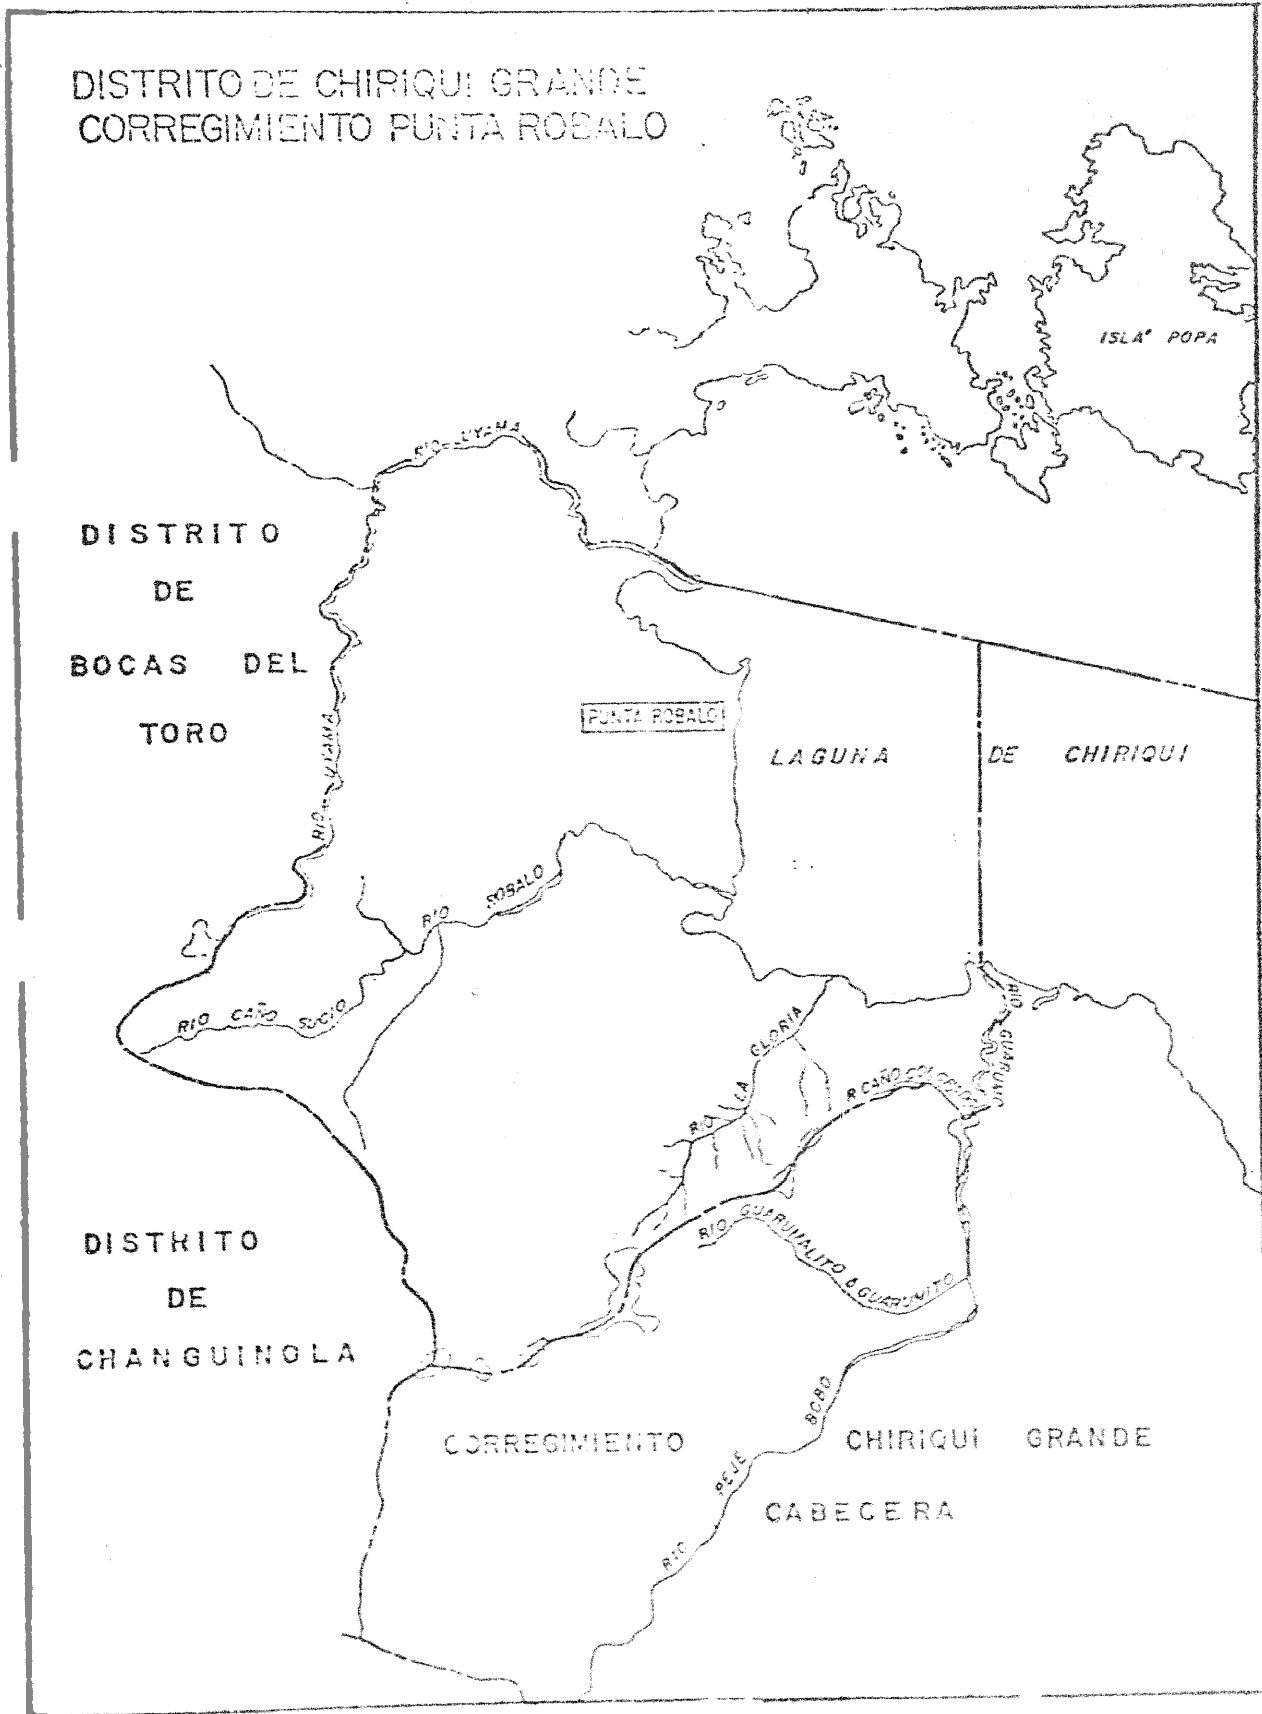 DISTRITO DE CHIRIQUI GRANDE
CORREGIMIENTO PUNTA ROBALO
ISLA POPA
RIO UYAMA
DISTRITO
DE
BOCAS DEL
TORO
PUNTA ROBALO
LAGUNA DE CHIRIQUI
RIO UYAMA
RIO ROBALO
RIO CAÑO SUCIO
RIO LA GLORIA
R CAÑO COLORADO
RIO GUARUMO
RIO GUARUMALITO ó GUARUMITO
DISTRITO
DE
CHANGUINOLA
RIO PEJE BOBO
CORREGIMIENTO CHIRIQUI GRANDE
CABECERA